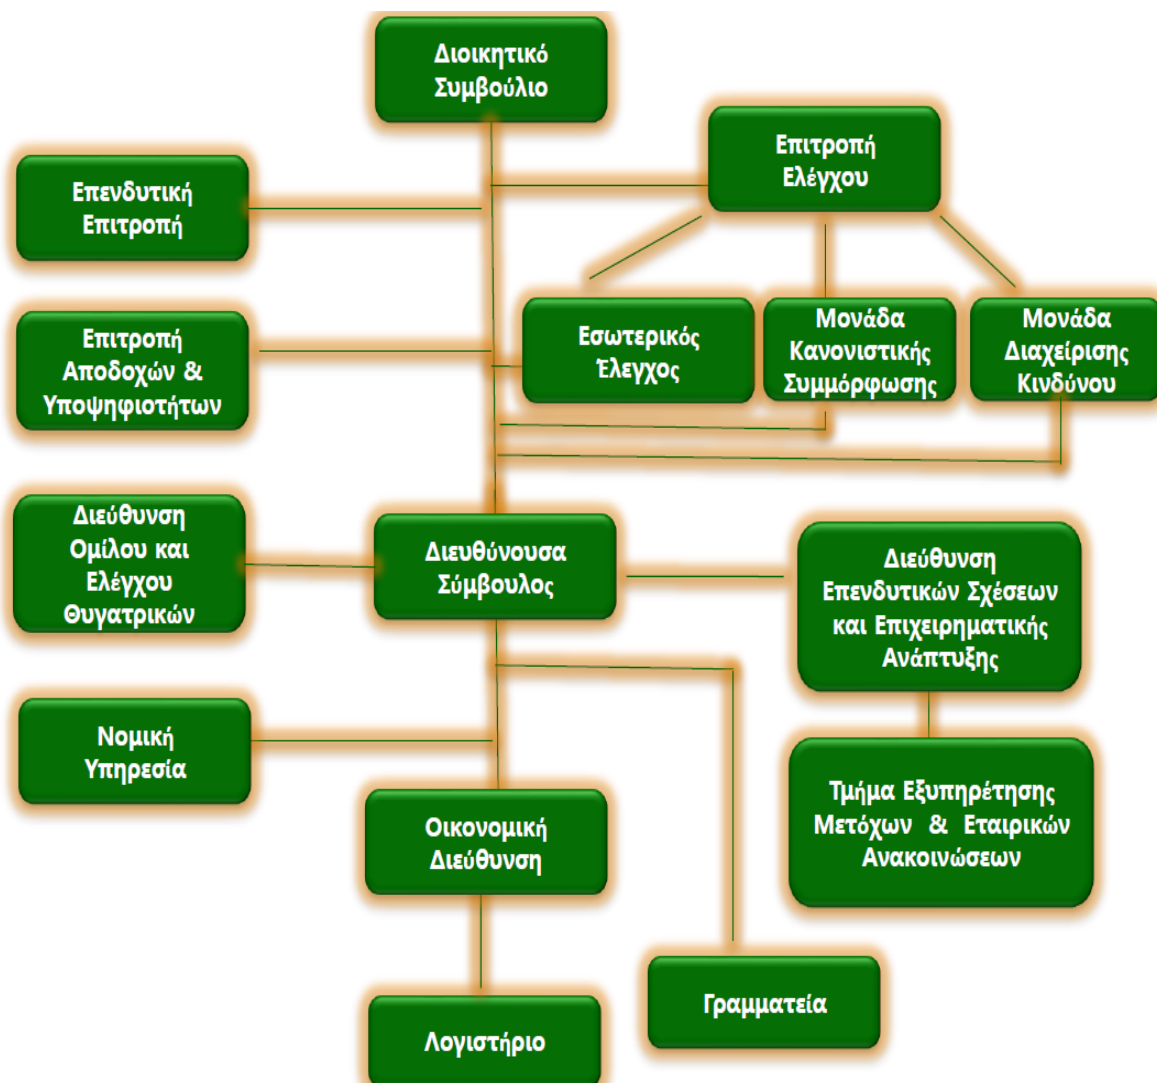 Διοικητικό
Συμβούλιο
Επιτροπή
Ελέγχου
Επενδυτική
Επιτροπή
Επιτροπή
Αποδοχών &
Υποψηφιοτήτων
Εσωτερικός
Έλεγχος
Μονάδα
Κανονιστικής
Συμμόρφωσης
Μονάδα
Διαχείρισης
Κινδύνου
Διεύθυνση
Ομίλου και
Ελέγχου
Θυγατρικών
Διευθύνουσα
Σύμβουλος
Διεύθυνση
Επενδυτικών Σχέσεων
και Επιχειρηματικής
Ανάπτυξης
Νομική
Υπηρεσία
Οικονομική
Διεύθυνση
Τμήμα Εξυπηρέτησης
Μετόχων & Εταιρικών
Ανακοινώσεων
Γραμματεία
Λογιστήριο